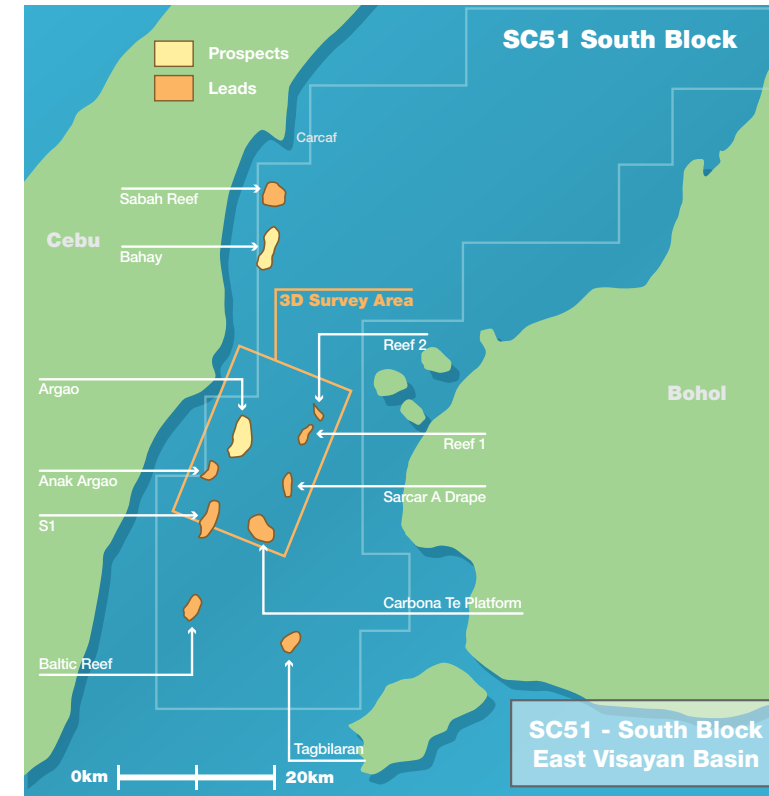 SC51 South Block
Prospects
Leads
Carcaf
Sabah Reef
Cebu
Bahay
3D Survey Area
Reef 2
Argao
Bohol
Reef 1
Anak Argao
Sarcar A Drape
S1
Carbona Te Platform
Baltic Reef
SC51 - South Block
East Visayan Basin
Tagbilaran
0km
20km